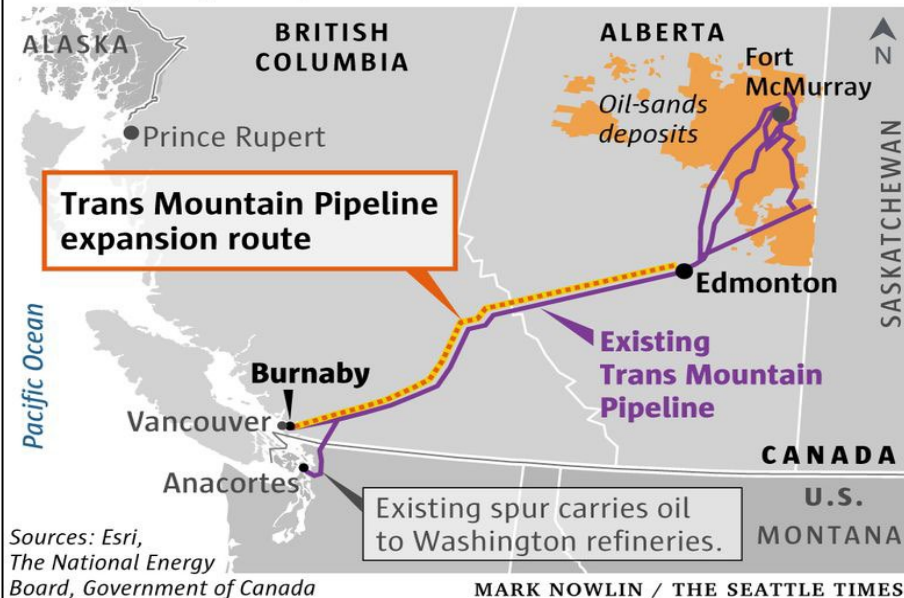 ALASKA
BRITISH
COLUMBIA
ALBERTA
N
Fort
McMurray
Oil-sands
deposits
Prince Rupert
SASKATCHEWAN
Trans Mountain Pipeline
expansion route
Edmonton
Pacific Ocean
Existing
Trans Mountain
Pipeline
Burnaby
Vancouver
CANADA
Anacortes
U.S.
MONTANA
Existing spur carries oil
to Washington refineries.
Sources: Esri,
The National Energy
Board, Government of Canada
MARK NOWLIN / THE SEATTLE TIMES